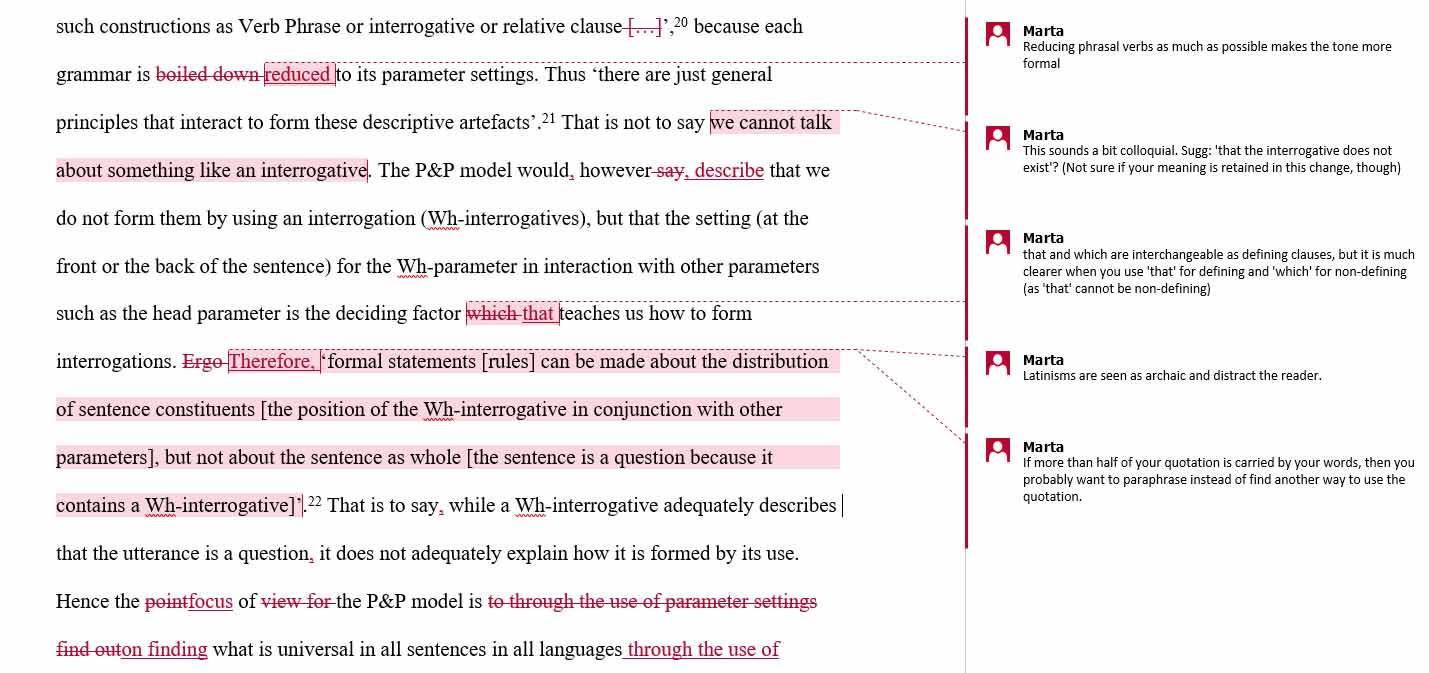 such constructions as Verb Phrase or interrogative or relative clause […]’,20 because each
grammar is boiled down reduced to its parameter settings. Thus ‘there are just general
principles that interact to form these descriptive artefacts’.21 That is not to say we cannot talk
about something like an interrogative. The P&P model would, however say, describe that we
do not form them by using an interrogation (Wh-interrogatives), but that the setting (at the
front or the back of the sentence) for the Wh-parameter in interaction with other parameters
such as the head parameter is the deciding factor which that teaches us how to form
interrogations. Ergo Therefore, ‘formal statements [rules] can be made about the distribution
of sentence constituents [the position of the Wh-interrogative in conjunction with other
parameters], but not about the sentence as whole [the sentence is a question because it
contains a Wh-interrogative]’.22 That is to say, while a Wh-interrogative adequately describes
that the utterance is a question, it does not adequately explain how it is formed by its use.
Hence the pointfocus of view for the P&P model is to through the use of parameter settings
find outon finding what is universal in all sentences in all languages through the use of
Marta
Reducing phrasal verbs as much as possible makes the tone more
formal
Marta
This sounds a bit colloquial. Sugg: 'that the interrogative does not
exist'? (Not sure if your meaning is retained in this change, though)
Marta
that and which are interchangeable as defining clauses, but it is much
clearer when you use 'that' for defining and 'which' for non-defining
(as 'that' cannot be non-defining)
Marta
Latinisms are seen as archaic and distract the reader.
Marta
If more than half of your quotation is carried by your words, then you
probably want to paraphrase instead of find another way to use the
quotation.